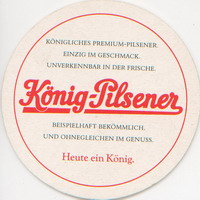 KÖNIGLICHES PREMIUM-PILSENER.
EINZIG IM GESCHMACK.
UNVERKENNBAR IN DER FRISCHE.
König-Pilsener
BEISPIELHAFT BEKÖMMLICH.
UND OHNEGLEICHEN IM GENUSS.
Heute ein König.